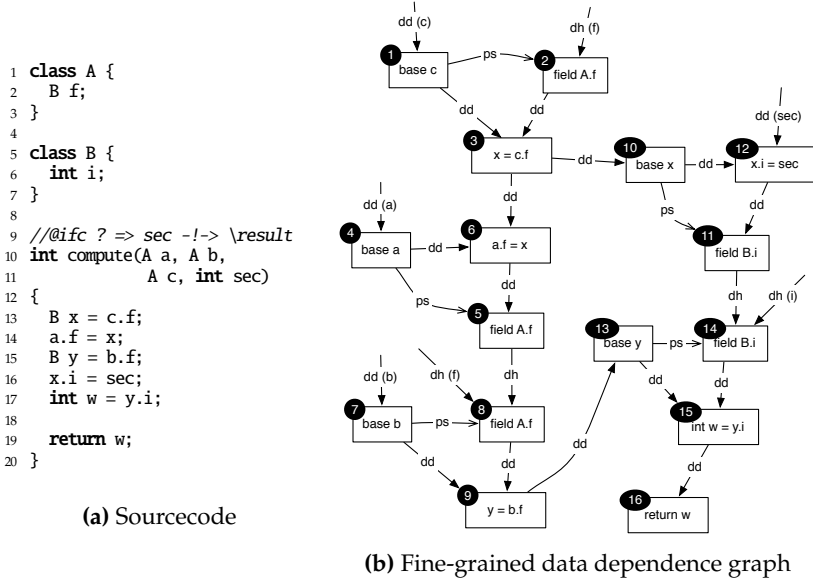 1 class A {
2 B f;
3 }
4
5 class B {
6 int i;
7 }
8
9 //@ifc ? => sec -!-> \result
10 int compute(A a, A b,
11 A c, int sec)
12 {
13 B x = c.f;
14 a.f = x;
15 B y = b.f;
16 x.i = sec;
17 int w = y.i;
18
19 return w;
20 }
(a) Sourcecode
dd (c)
dh (f)
1 base c
ps
2 field A.f
dd
dd
dd (sec)
3 x = c.f
dd
10 base x
dd
12 x.i = sec
dd
ps
dd
dd (a)
4 base a
dd
6 a.f = x
11 field B.i
ps
dd
dh
dh (i)
5 field A.f
13 base y
ps
14 field B.i
dh
dd (b)
dh (f)
dd
dd
7 base b
ps
8 field A.f
15 int w = y.i
dd
dd
dd
dd
9 y = b.f
16 return w
(b) Fine-grained data dependence graph